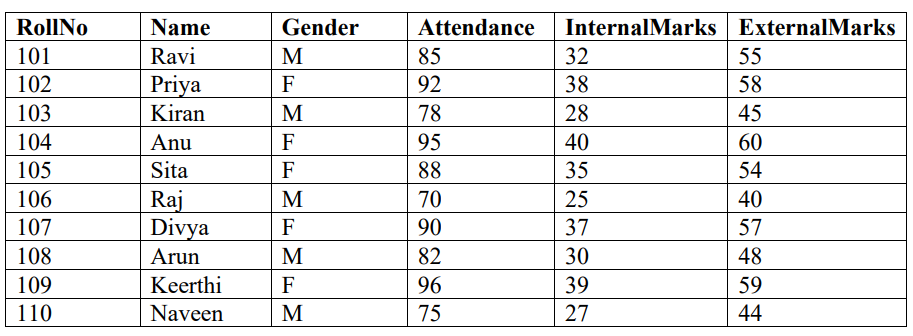 RollNo Name Gender Attendance InternalMarks ExternalMarks
101 Ravi M 85 32 55
102 Priya F 92 38 58
103 Kiran M 78 28 45
104 Anu F 95 40 60
105 Sita F 88 35 54
106 Raj M 70 25 40
107 Divya F 90 37 57
108 Arun M 82 30 48
109 Keerthi F 96 39 59
110 Naveen M 75 27 44